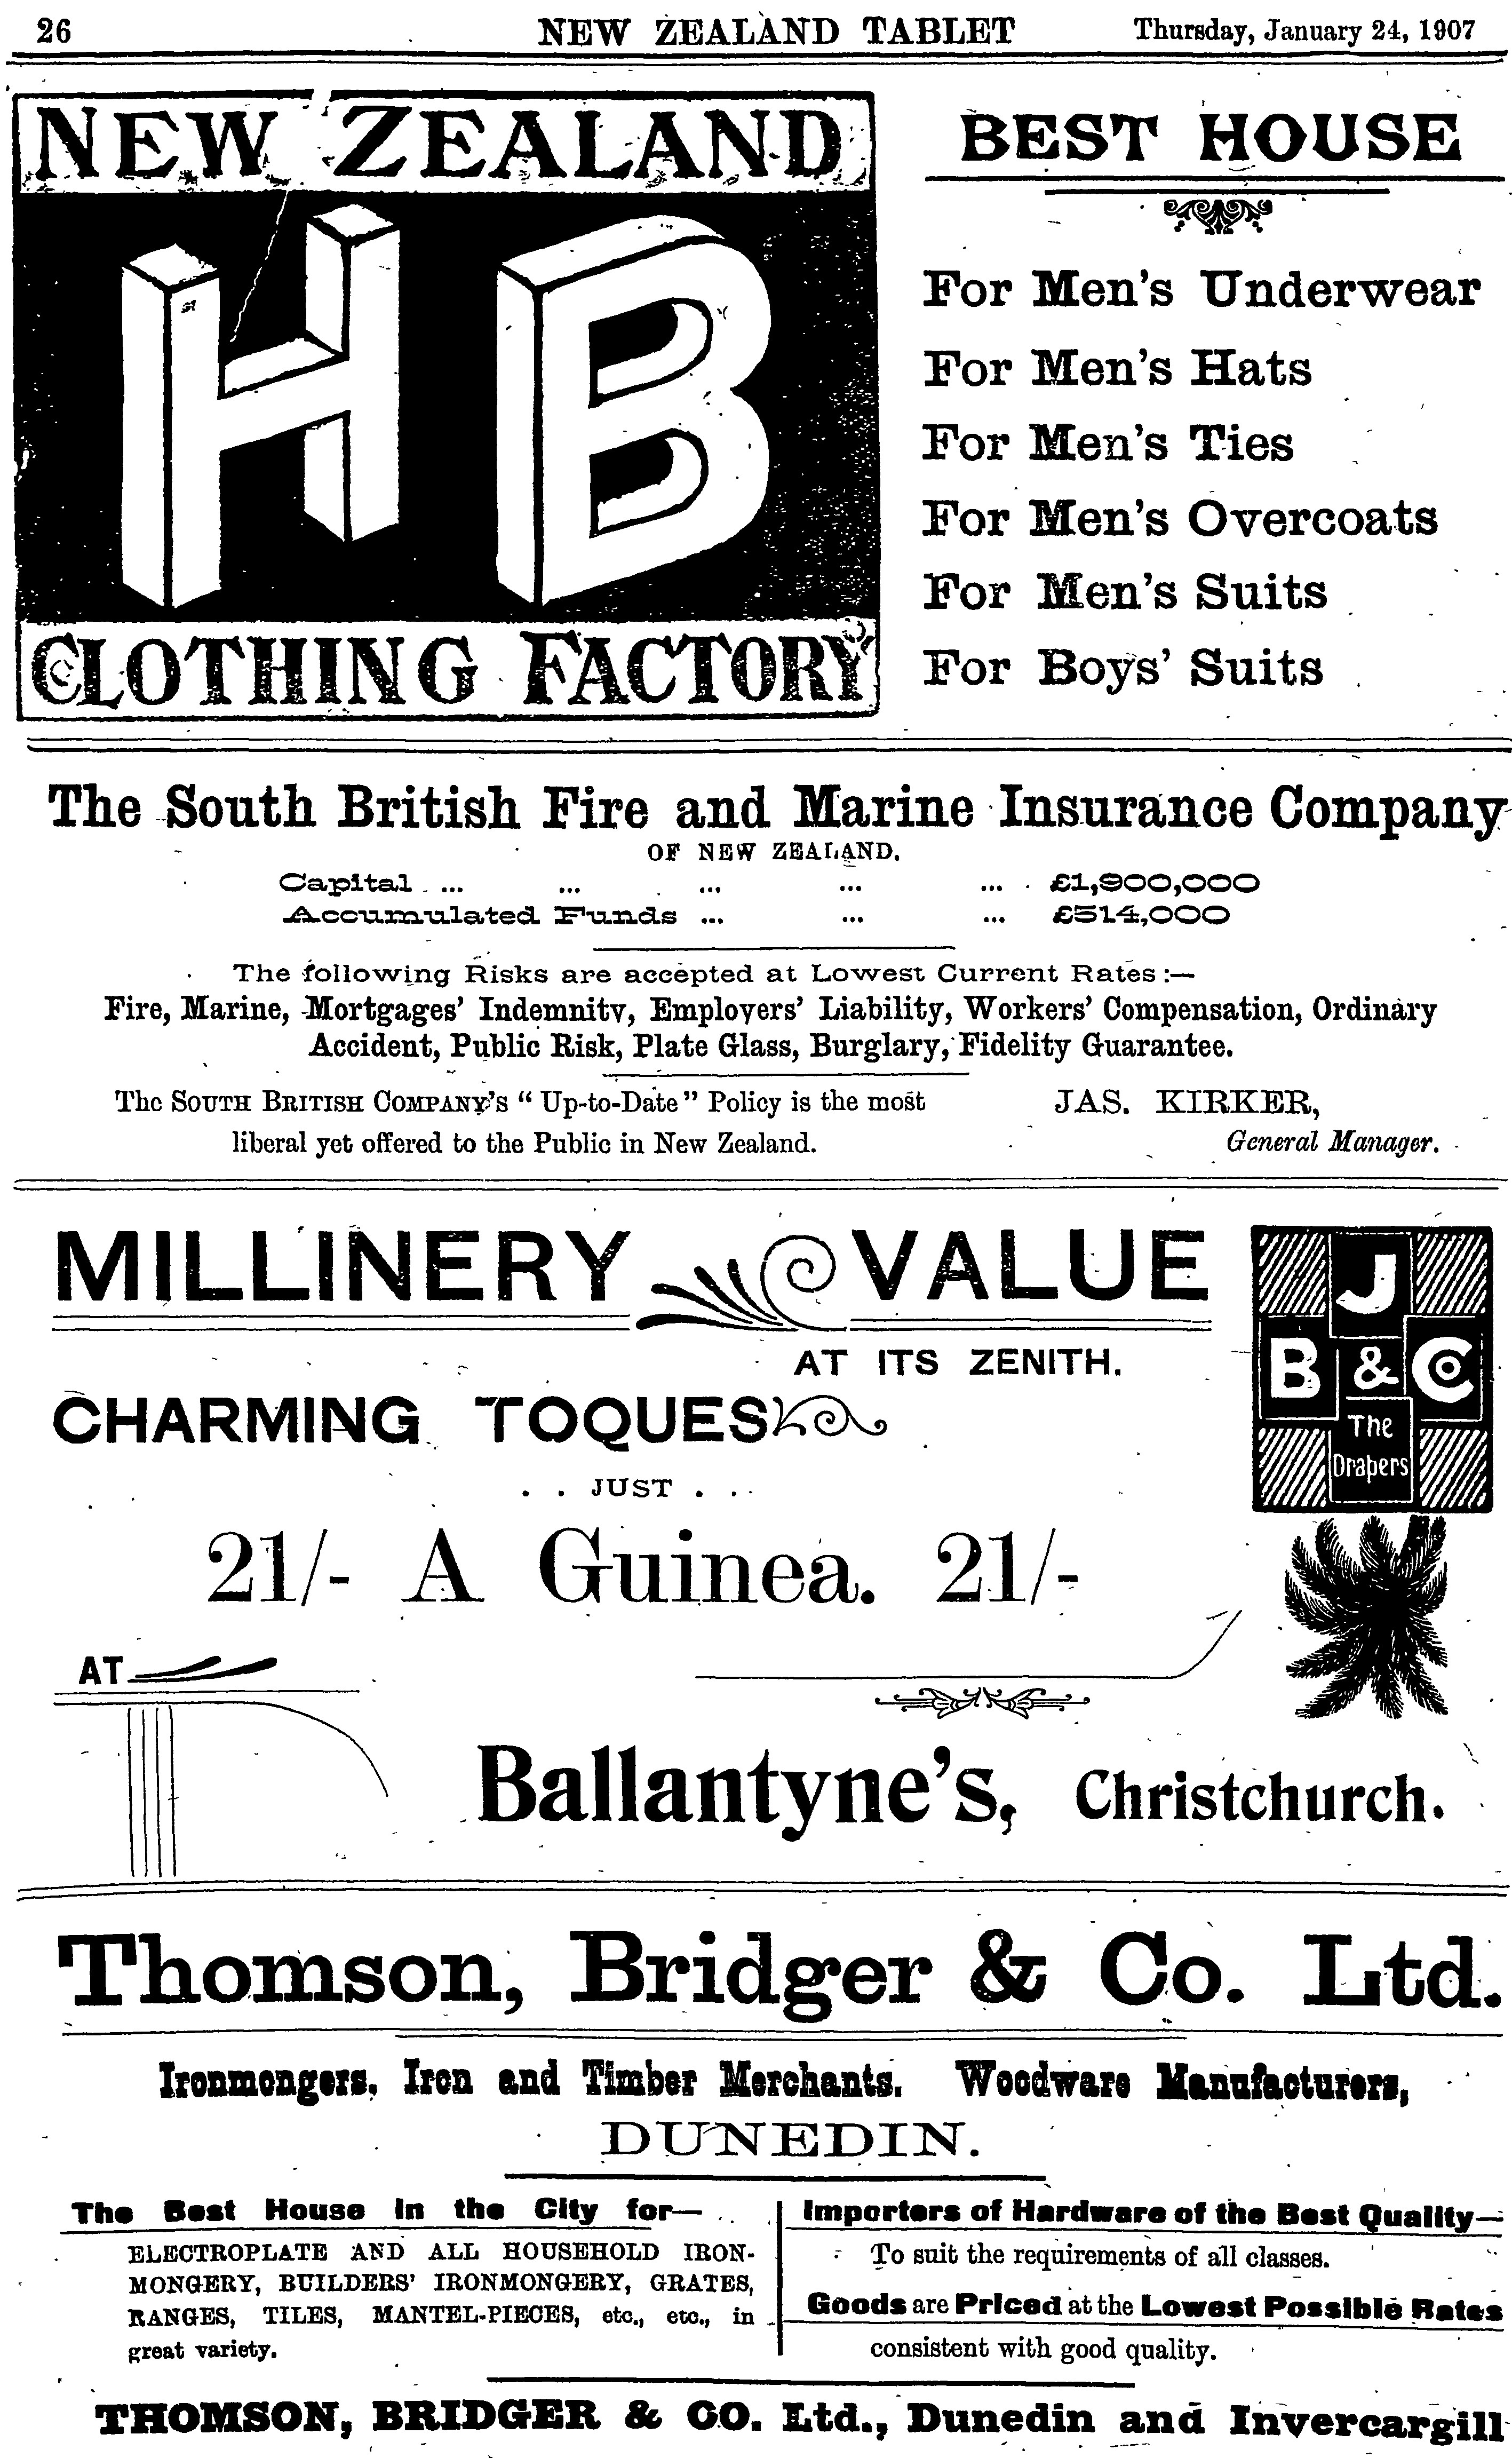 26 NEW ZEALAND TABLET Thursday, January 24, 1907
NEW ZEALAND
HB
CLOTHING FACTORY
BEST HOUSE
For Men's Underwear
For Men's Hats
For Men's Ties
For Men's Overcoats
For Men's Suits
For Boys' Suits
The South British Fire and Marine Insurance Company
OF NEW ZEALAND.
Capital ... ... ... ... ... £1,900,000
Accumulated Funds ... ... ... £514,000
The following Risks are accepted at Lowest Current Rates:—
Fire, Marine, Mortgages' Indemnity, Employers' Liability, Workers' Compensation, Ordinary
Accident, Public Risk, Plate Glass, Burglary, Fidelity Guarantee.
The SOUTH BRITISH COMPANY'S "Up-to-Date" Policy is the most
liberal yet offered to the Public in New Zealand.
JAS. KIRKER,
General Manager.
MILLINERY VALUE
AT ITS ZENITH.
J
B & Co
The
Drapers
CHARMING TOQUES
. . JUST . . .
21/- A Guinea. 21/-
AT
Ballantyne's, Christchurch.
Thomson, Bridger & Co. Ltd.
Ironmongers, Iron and Timber Merchants. Woodware Manufacturers,
DUNEDIN.
The Best House in the City for—
ELECTROPLATE AND ALL HOUSEHOLD IRON-
MONGERY, BUILDERS' IRONMONGERY, GRATES,
RANGES, TILES, MANTEL-PIECES, etc., etc., in
great variety.
Importers of Hardware of the Best Quality—
To suit the requirements of all classes.
Goods are Priced at the Lowest Possible Rates
consistent with good quality.
THOMSON, BRIDGER & CO. Ltd., Dunedin and Invercargill